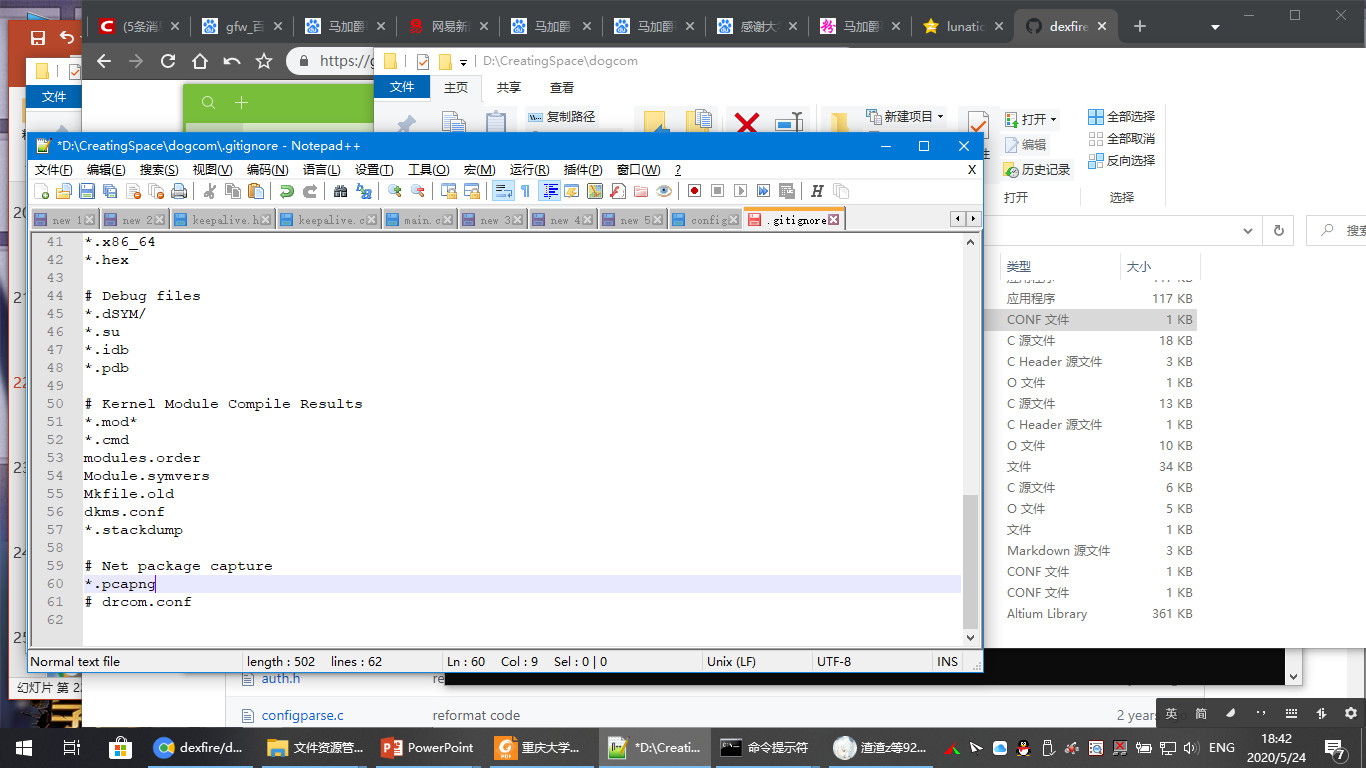 (5条消息
gfw_百
马加爵
网易新闻
马加爵
马加爵
感谢大
马加爵
lunatic
dexfire
https://g
D:\CreatingSpace\dogcom
文件
文件 主页 共享 查看
复制路径 新建项目 打开 全部选择
编辑 全部取消
历史记录 反向选择
打开 选择
*D:\CreatingSpace\dogcom\.gitignore - Notepad++
文件(F) 编辑(E) 搜索(S) 视图(V) 编码(N) 语言(L) 设置(T) 工具(O) 宏(M) 运行(R) 插件(P) 窗口(W) ? X
new 1 new 2 keepalive.h keepalive.c main.c new 3 new 4 new 5 config .gitignore
41 *.x86_64
42 *.hex
43
44 # Debug files
45 *.dSYM/
46 *.su
47 *.idb
48 *.pdb
49
50 # Kernel Module Compile Results
51 *.mod*
52 *.cmd
53 modules.order
54 Module.symvers
55 Mkfile.old
56 dkms.conf
57 *.stackdump
58
59 # Net package capture
60 *.pcapng
61 # drcom.conf
62
Normal text file length : 502 lines : 62 Ln : 60 Col : 9 Sel : 0 | 0 Unix (LF) UTF-8 INS
搜索
类型 大小
应用程序 117 KB
CONF 文件 1 KB
C 源文件 18 KB
C Header 源文件 3 KB
O 文件 1 KB
C 源文件 13 KB
C Header 源文件 1 KB
O 文件 10 KB
文件 34 KB
C 源文件 6 KB
O 文件 5 KB
文件 1 KB
Markdown 源文件 3 KB
CONF 文件 1 KB
CONF 文件 1 KB
Altium Library 361 KB
幻灯片 第 2
auth.h
configparse.c reformat code 2 years
英 简
dexfire/d... 文件资源管... PowerPoint 重庆大学... *D:\Creati... 命令提示符 渣渣z等92... ENG
18:42
2020/5/24
7